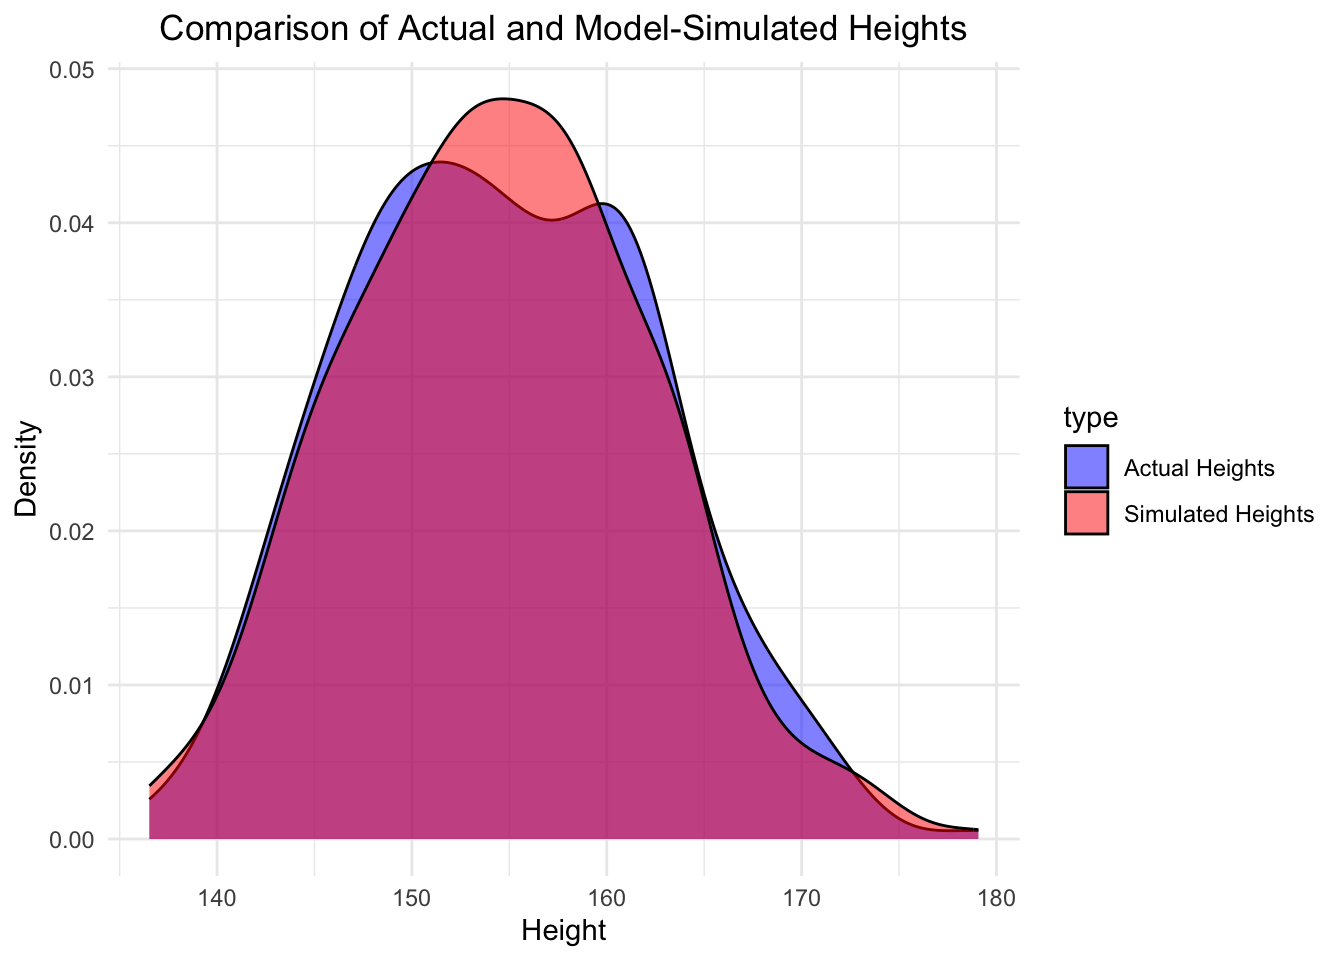 Comparison of Actual and Model-Simulated Heights
0.05
0.04
0.03
0.02
0.01
0.00
Density
140 150 160 170 180
Height
type
Actual Heights
Simulated Heights